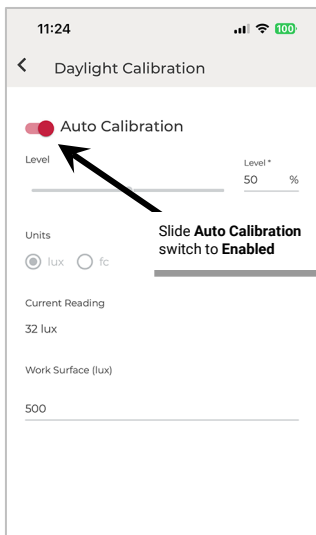 11:24
100
Daylight Calibration
Auto Calibration
Level
Level *
50 %
Slide Auto Calibration
switch to Enabled
Units
lux fc
Current Reading
32 lux
Work Surface (lux)
500